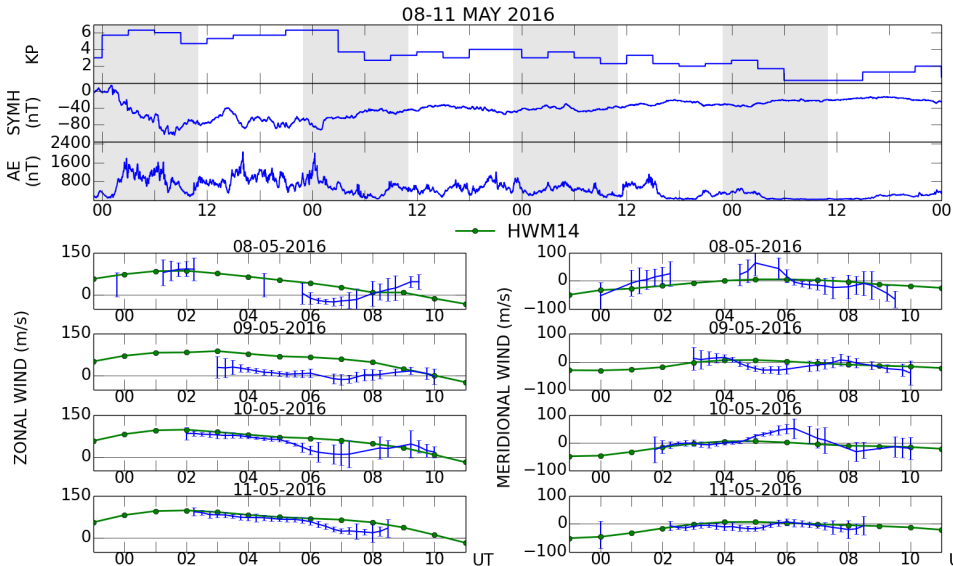 08-11 MAY 2016
KP
6
4
2
SYMH
(nT)
0
−40
−80
AE
(nT)
2400
1600
800
00 12 00 12 00 12 00 12 00
HWM14
ZONAL WIND (m/s)
MERIDIONAL WIND (m/s)
08-05-2016 08-05-2016
150 100
0 0
−100
00 02 04 06 08 10 00 02 04 06 08 10
09-05-2016 09-05-2016
150 100
0 0
−100
00 02 04 06 08 10 00 02 04 06 08 10
10-05-2016 10-05-2016
150 100
0 0
−100
00 02 04 06 08 10 00 02 04 06 08 10
11-05-2016 11-05-2016
150 100
0 0
−100
00 02 04 06 08 10 UT 00 02 04 06 08 10